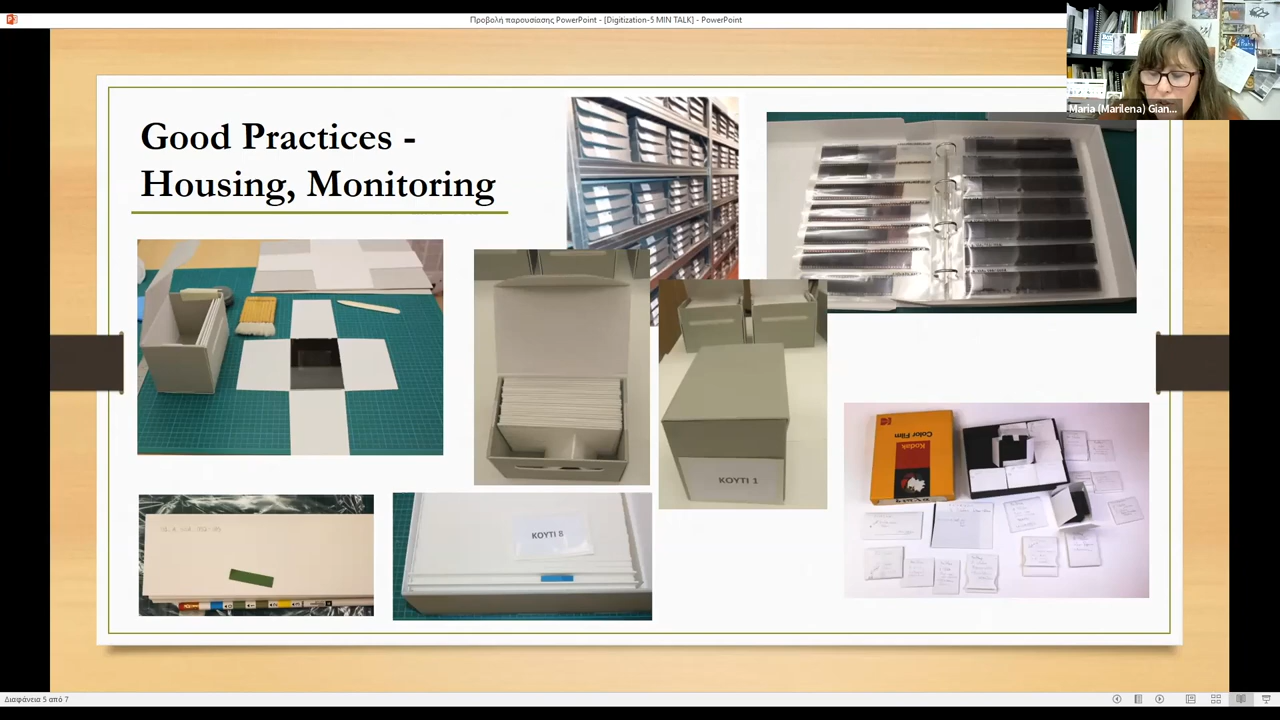 Προβολή παρουσίασης PowerPoint - [Digitization-5 MIN TALK] - PowerPoint
Maria (Marilena) Gian...
Good Practices -
Housing, Monitoring
ΚΟΥΤΙ 1
Kodak
Color Film
ΚΟΥΤΙ 8
Διαφάνεια 5 από 7